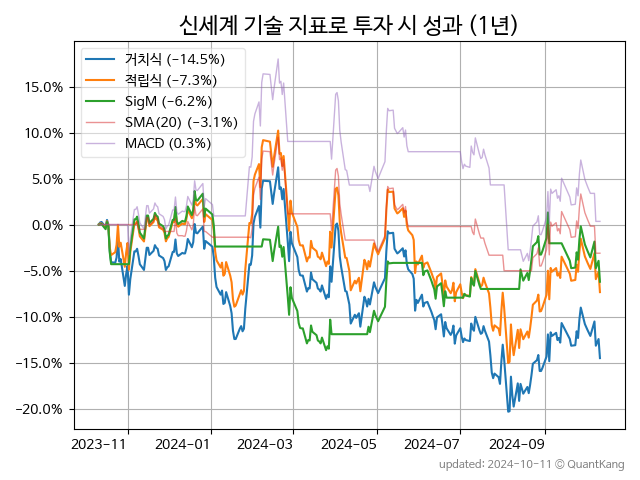 신세계 기술 지표로 투자 시 성과 (1년)
거치식 (−14.5%)
적립식 (−7.3%)
SigM (−6.2%)
SMA(20) (−3.1%)
MACD (0.3%)
15.0%
10.0%
5.0%
0.0%
−5.0%
−10.0%
−15.0%
−20.0%
2023-11 2024-01 2024-03 2024-05 2024-07 2024-09
updated: 2024-10-11 © QuantKang